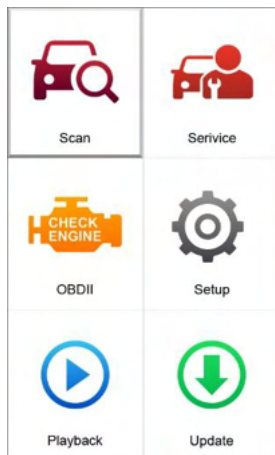 Scan
Serivice
CHECK
ENGINE
OBDII
Setup
Playback
Update